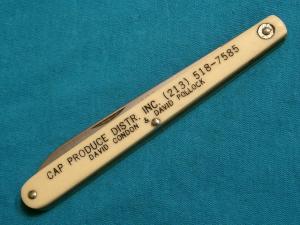 CAP PRODUCE DISTR. INC. (213) 518-7585
DAVID CONDON & DAVID POLLOCK